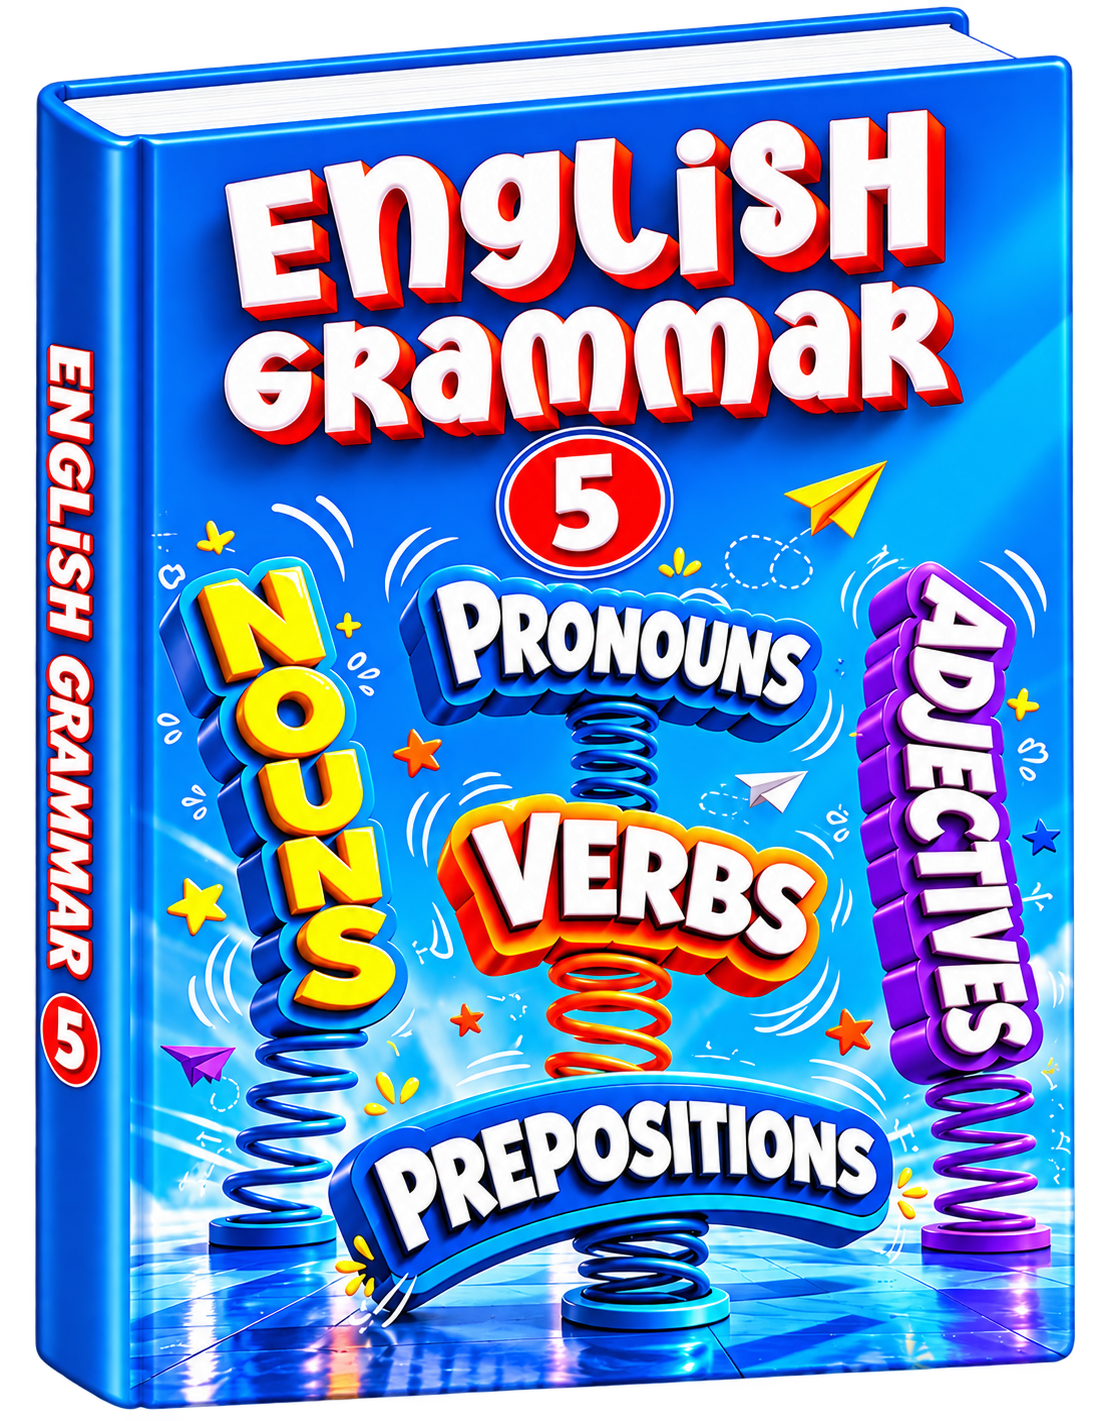 ENGLiSH
GRAMMAR
5
NOUNS
PRONOUNS
ADJECTIVES
VERBS
PREPOSITIONS
ENGLiSH GRAMMAR 5